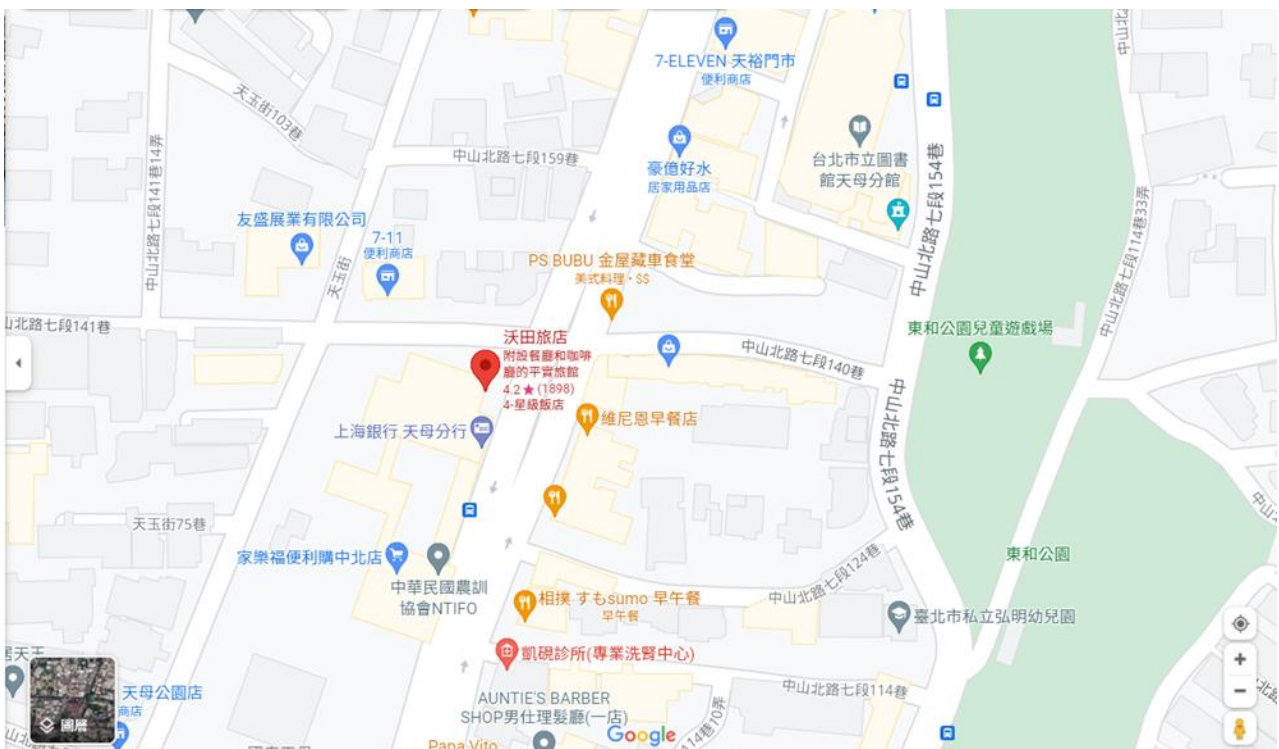 7-ELEVEN 天裕門市
便利商店
天玉街103巷
中山北路七段141巷14弄
中山北路七段159巷
豪億好水
居家用品店
台北市立圖書
館天母分館
中山北路七段154巷
中山北路七段114巷33弄
友盛展業有限公司
7-11
便利商店
天玉街
PS BUBU 金屋藏車食堂
美式料理・$$
山北路七段141巷
沃田旅店
附設餐廳和咖啡
廳的平實旅館
4.2★(1898)
4-星級飯店
中山北路七段140巷
東和公園兒童遊戲場
上海銀行 天母分行
維尼恩早餐店
中山北路七段154巷
天玉街75巷
家樂福便利購中北店
中華民國農訓
協會NTIFO
中山北路七段124巷
東和公園
相撲 すもsumo 早午餐
早午餐
臺北市私立弘明幼兒園
凱硯診所(專業洗腎中心)
居天王
天母公園店
商店
圖層
AUNTIE'S BARBER
SHOP男仕理髮廳(一店)
中山北路七段114巷
114巷70弄
Google
Papa Vito